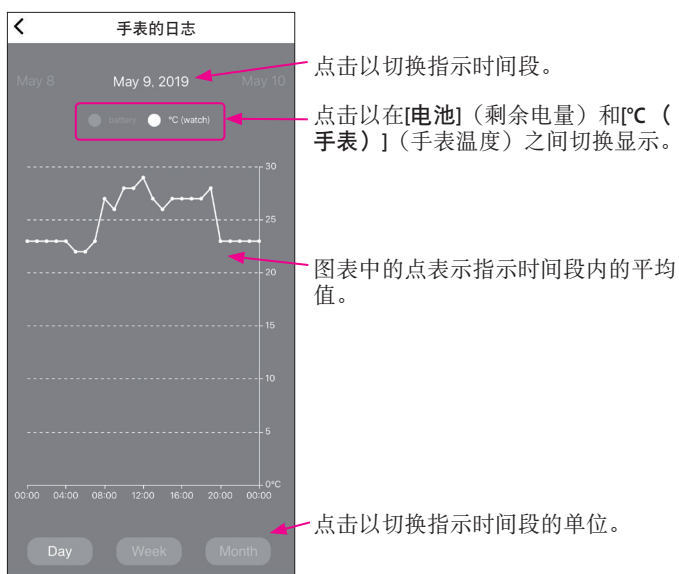 手表的日志
May 8 May 9, 2019 May 10
battery °C (watch)
30
25
20
15
10
5
0°C
00:00 04:00 08:00 12:00 16:00 20:00 00:00
Day Week Month
点击以切换指示时间段。
点击以在[电池]（剩余电量）和[°C（
手表）]（手表温度）之间切换显示。
图表中的点表示指示时间段内的平均
值。
点击以切换指示时间段的单位。